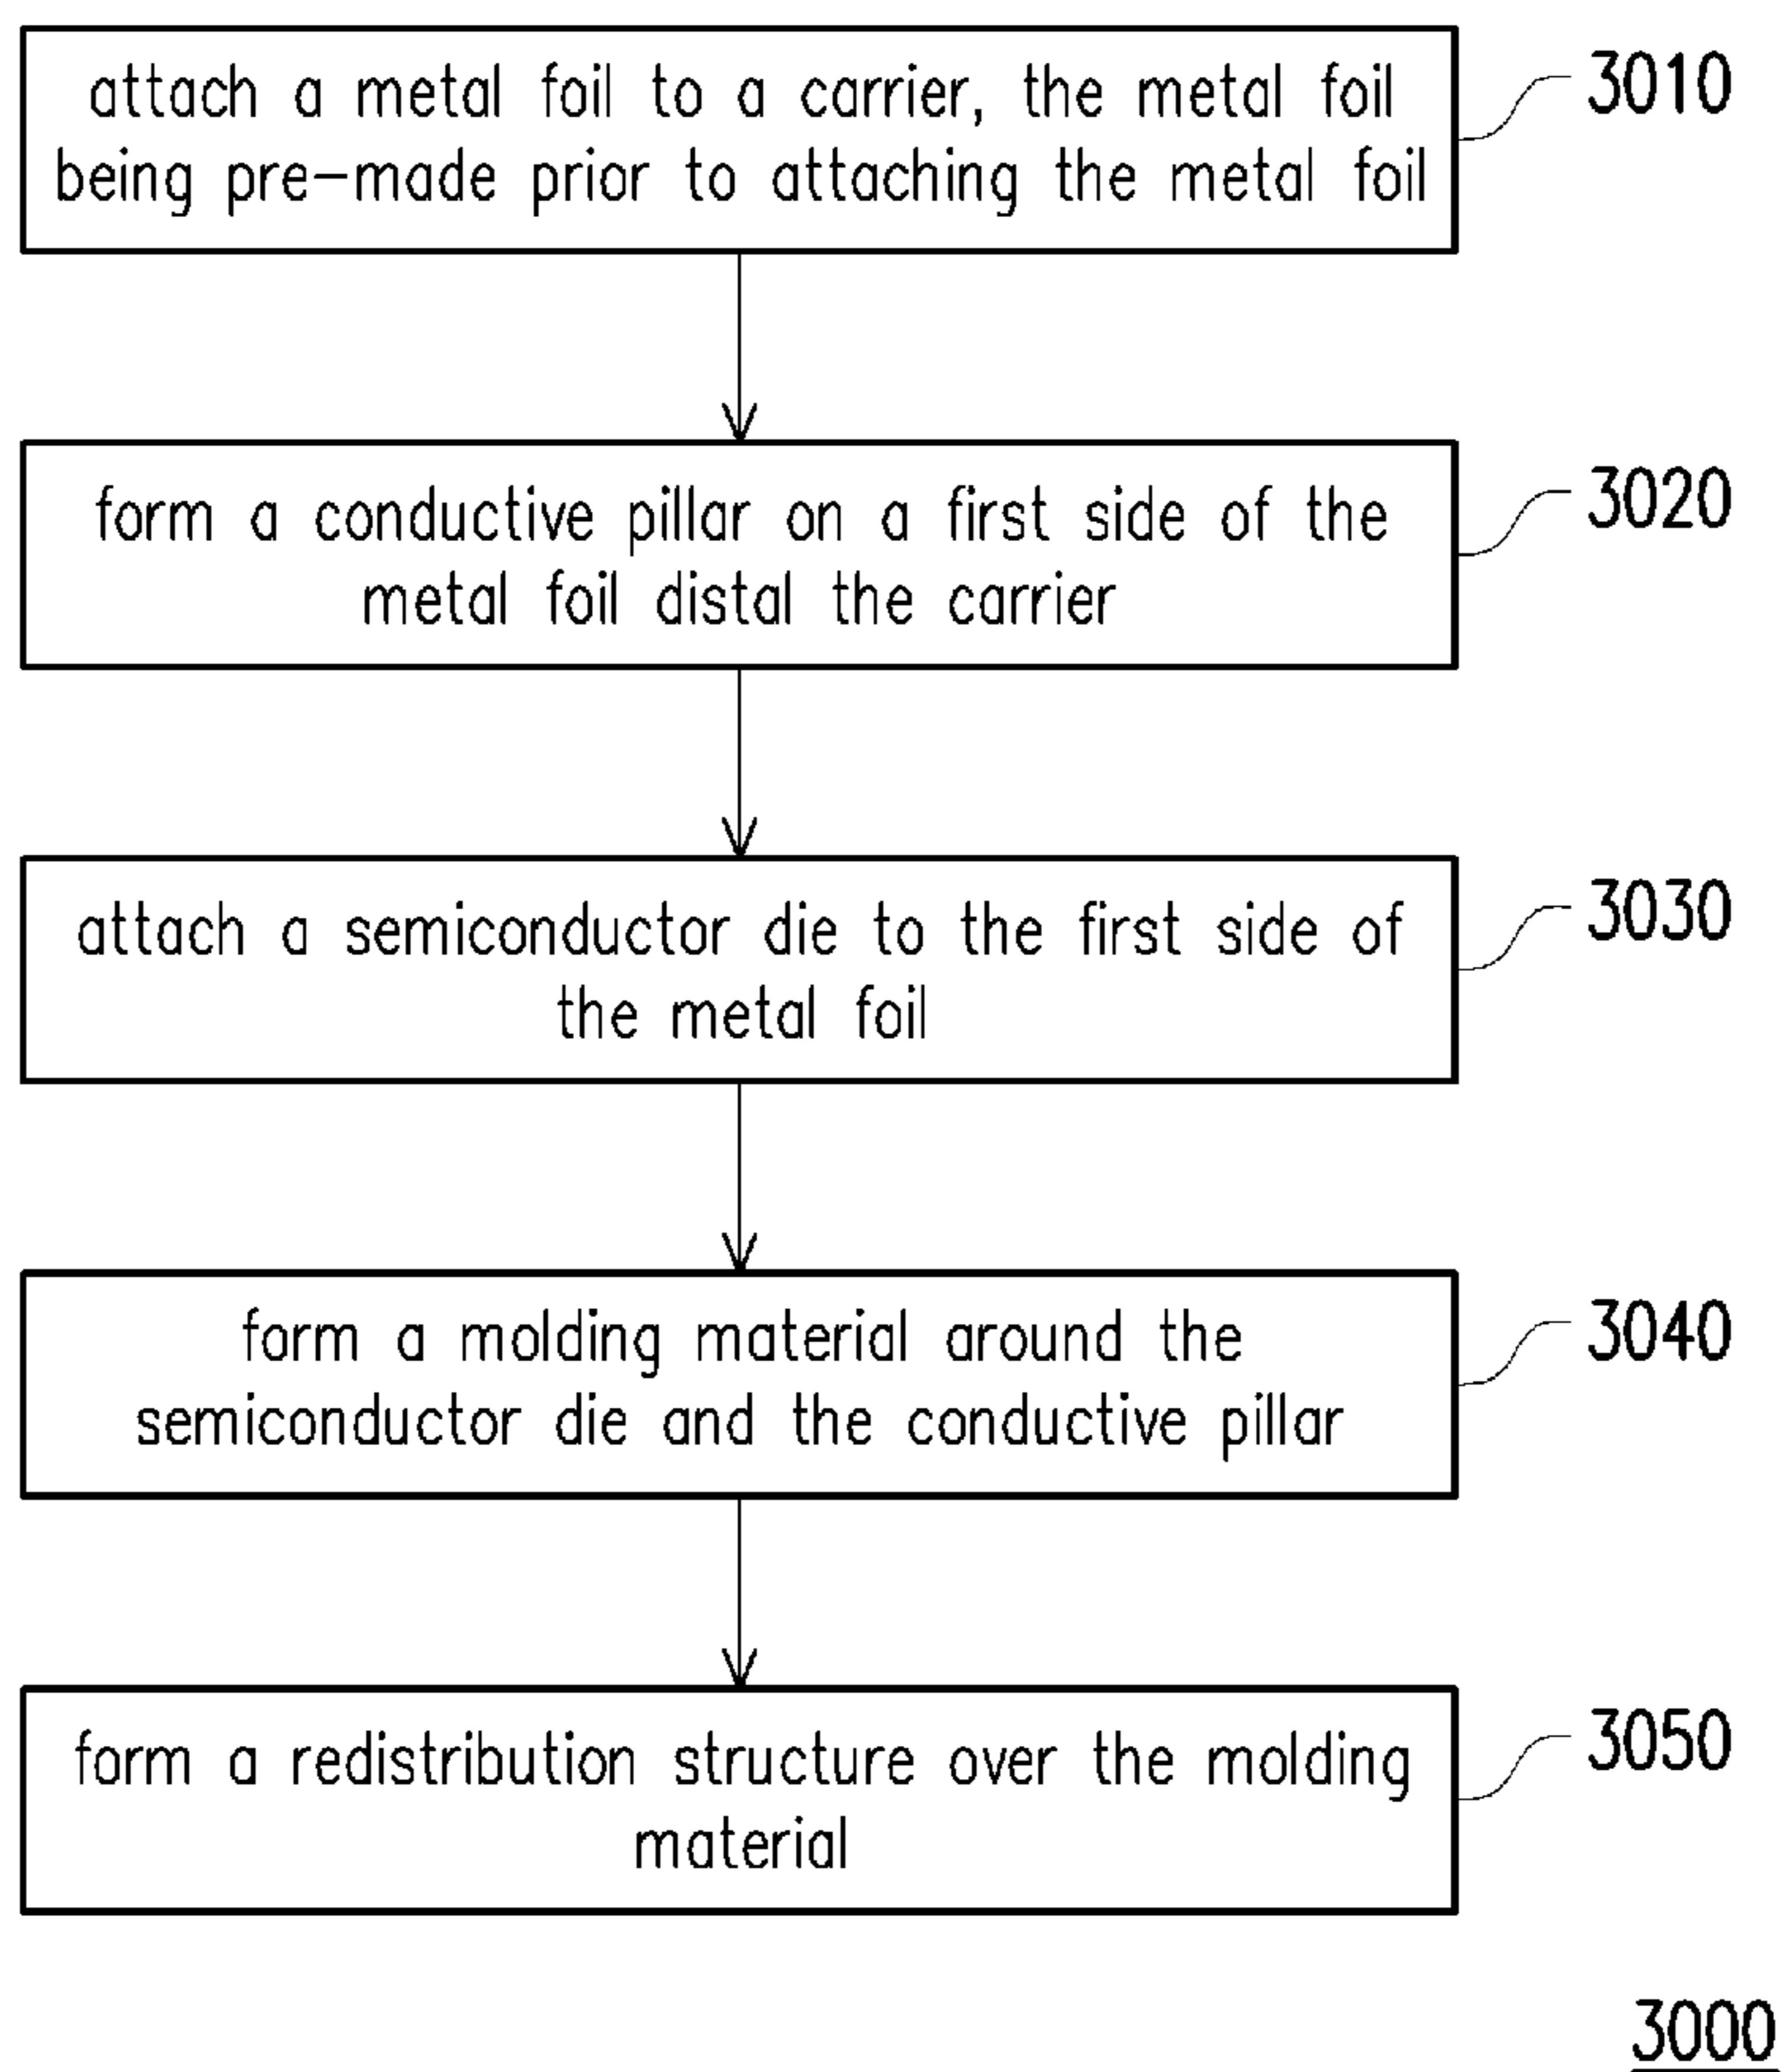 attach a metal foil to a carrier, the metal foil
being pre-made prior to attaching the metal foil
3010
form a conductive pillar on a first side of the
metal foil distal the carrier
3020
attach a semiconductor die to the first side of
the metal foil
3030
form a molding material around the
semiconductor die and the conductive pillar
3040
form a redistribution structure over the molding
material
3050
3000